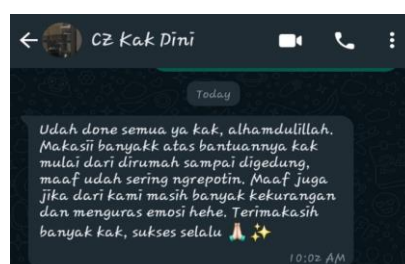 CZ Kak Dini
Today
Udah done semua ya kak, alhamdulillah.
Makasii banyakk atas bantuannya kak
mulai dari dirumah sampai digedung,
maaf udah sering ngrepotin. Maaf juga
jika dari kami masih banyak kekurangan
dan menguras emosi hehe. Terimakasih
banyak kak, sukses selalu 🙏🏻✨
10:02 AM